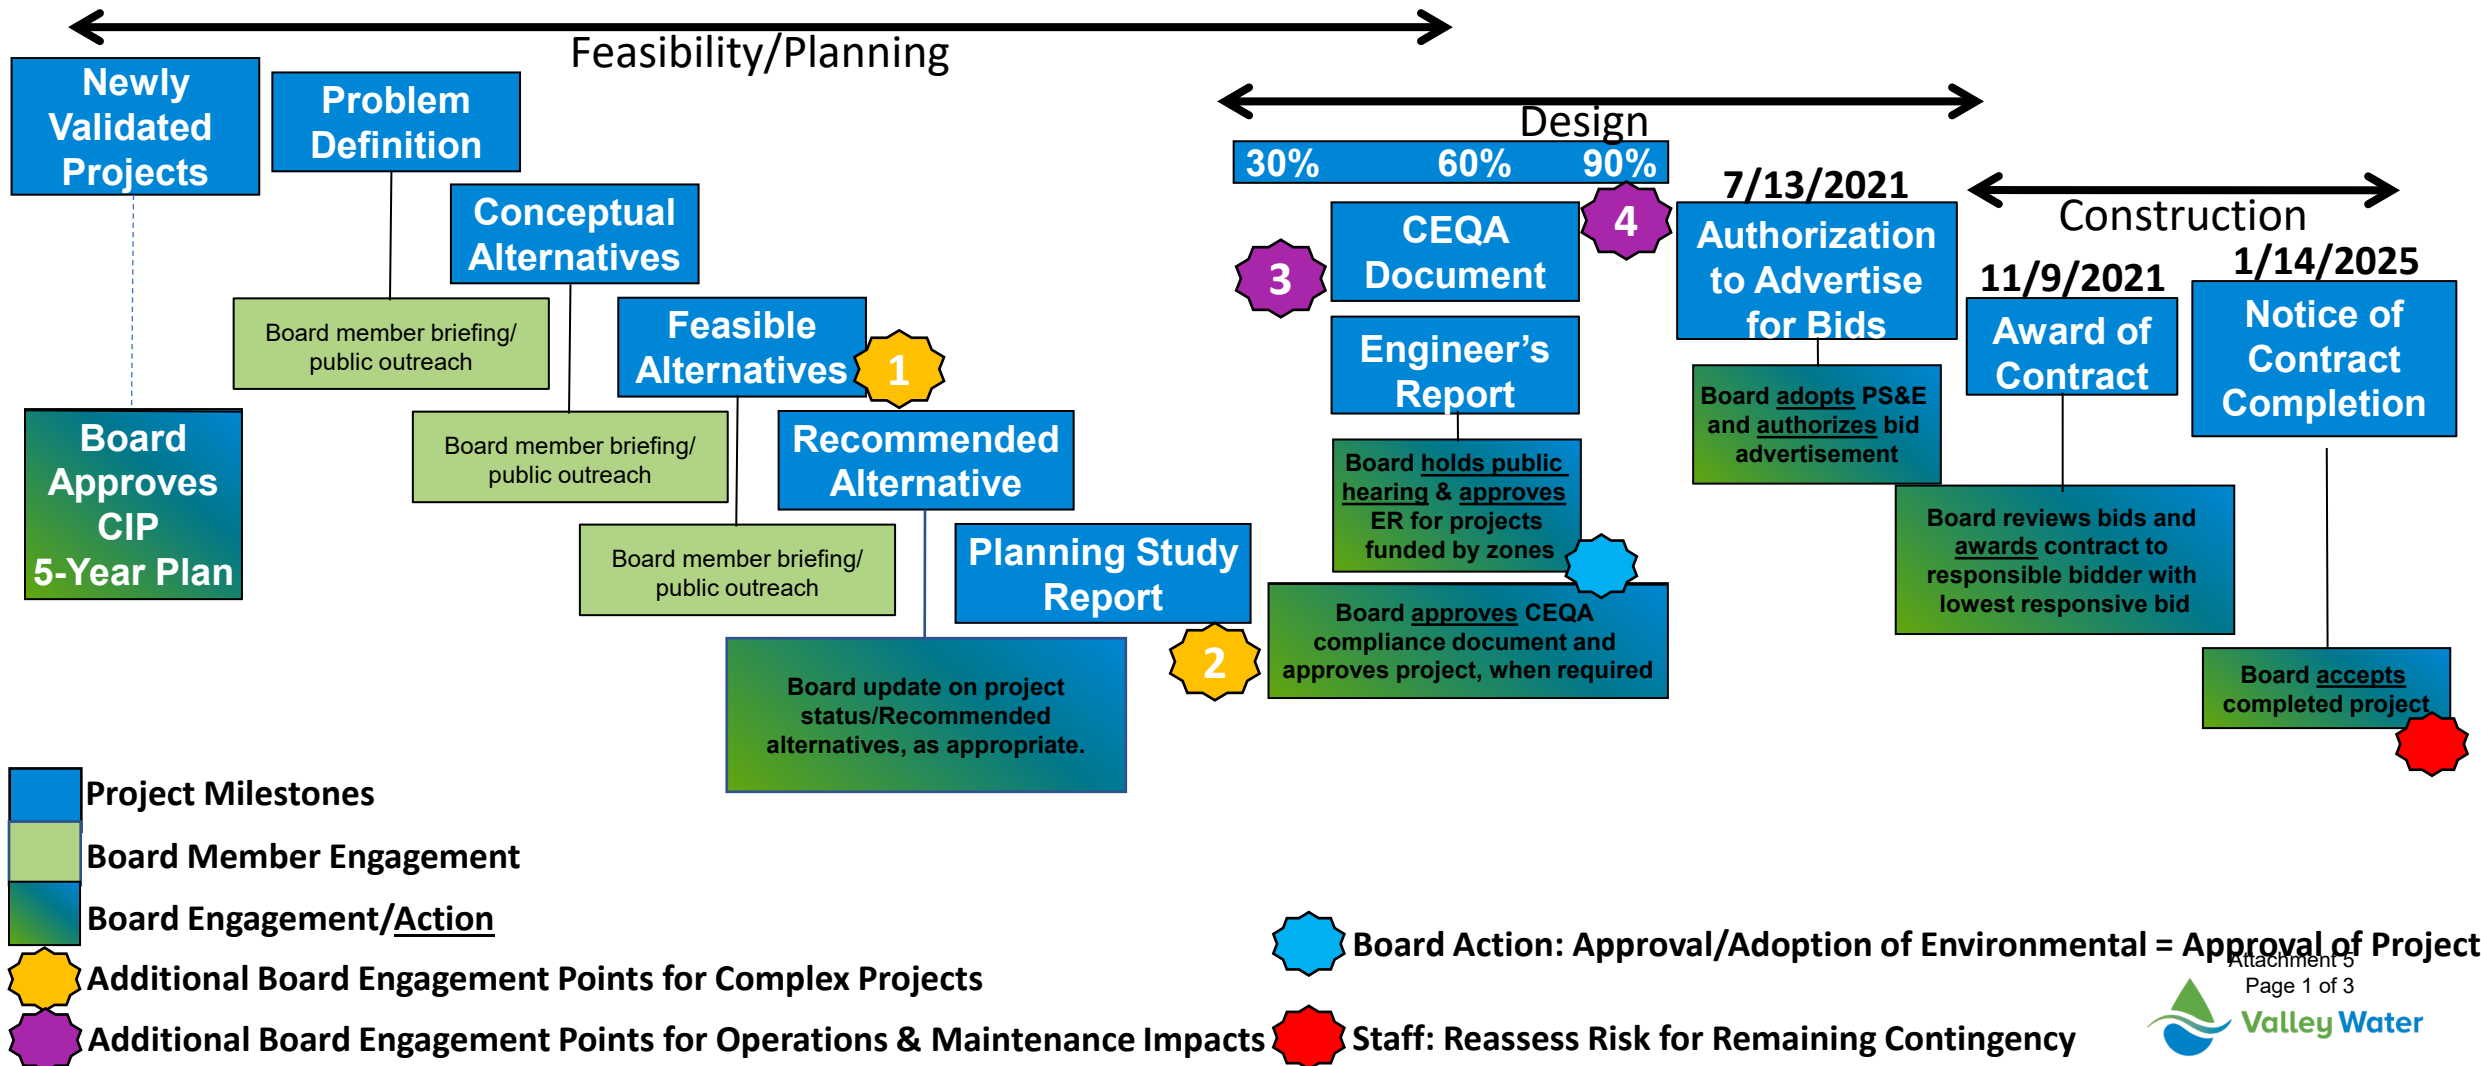 Feasibility/Planning
Newly
Validated
Projects
Problem
Definition
Conceptual
Alternatives
Board member briefing/
public outreach
Feasible
Alternatives
1
Board
Approves
CIP
5-Year Plan
Board member briefing/
public outreach
Recommended
Alternative
Board member briefing/
public outreach
Planning Study
Report
2
Board update on project
status/Recommended
alternatives, as appropriate.
Design
30% 60% 90%
3
CEQA
Document
4
Engineer's
Report
Board holds public
hearing & approves
ER for projects
funded by zones
Board approves CEQA
compliance document and
approves project, when required
7/13/2021
Authorization
to Advertise
for Bids
Board adopts PS&E
and authorizes bid
advertisement
Construction
11/9/2021
Award of
Contract
Board reviews bids and
awards contract to
responsible bidder with
lowest responsive bid
1/14/2025
Notice of
Contract
Completion
Board accepts
completed project
Project Milestones
Board Member Engagement
Board Engagement/Action
Additional Board Engagement Points for Complex Projects
Additional Board Engagement Points for Operations & Maintenance Impacts
Board Action: Approval/Adoption of Environmental = Approval of Project
Staff: Reassess Risk for Remaining Contingency
Attachment 5
Page 1 of 3
Valley Water